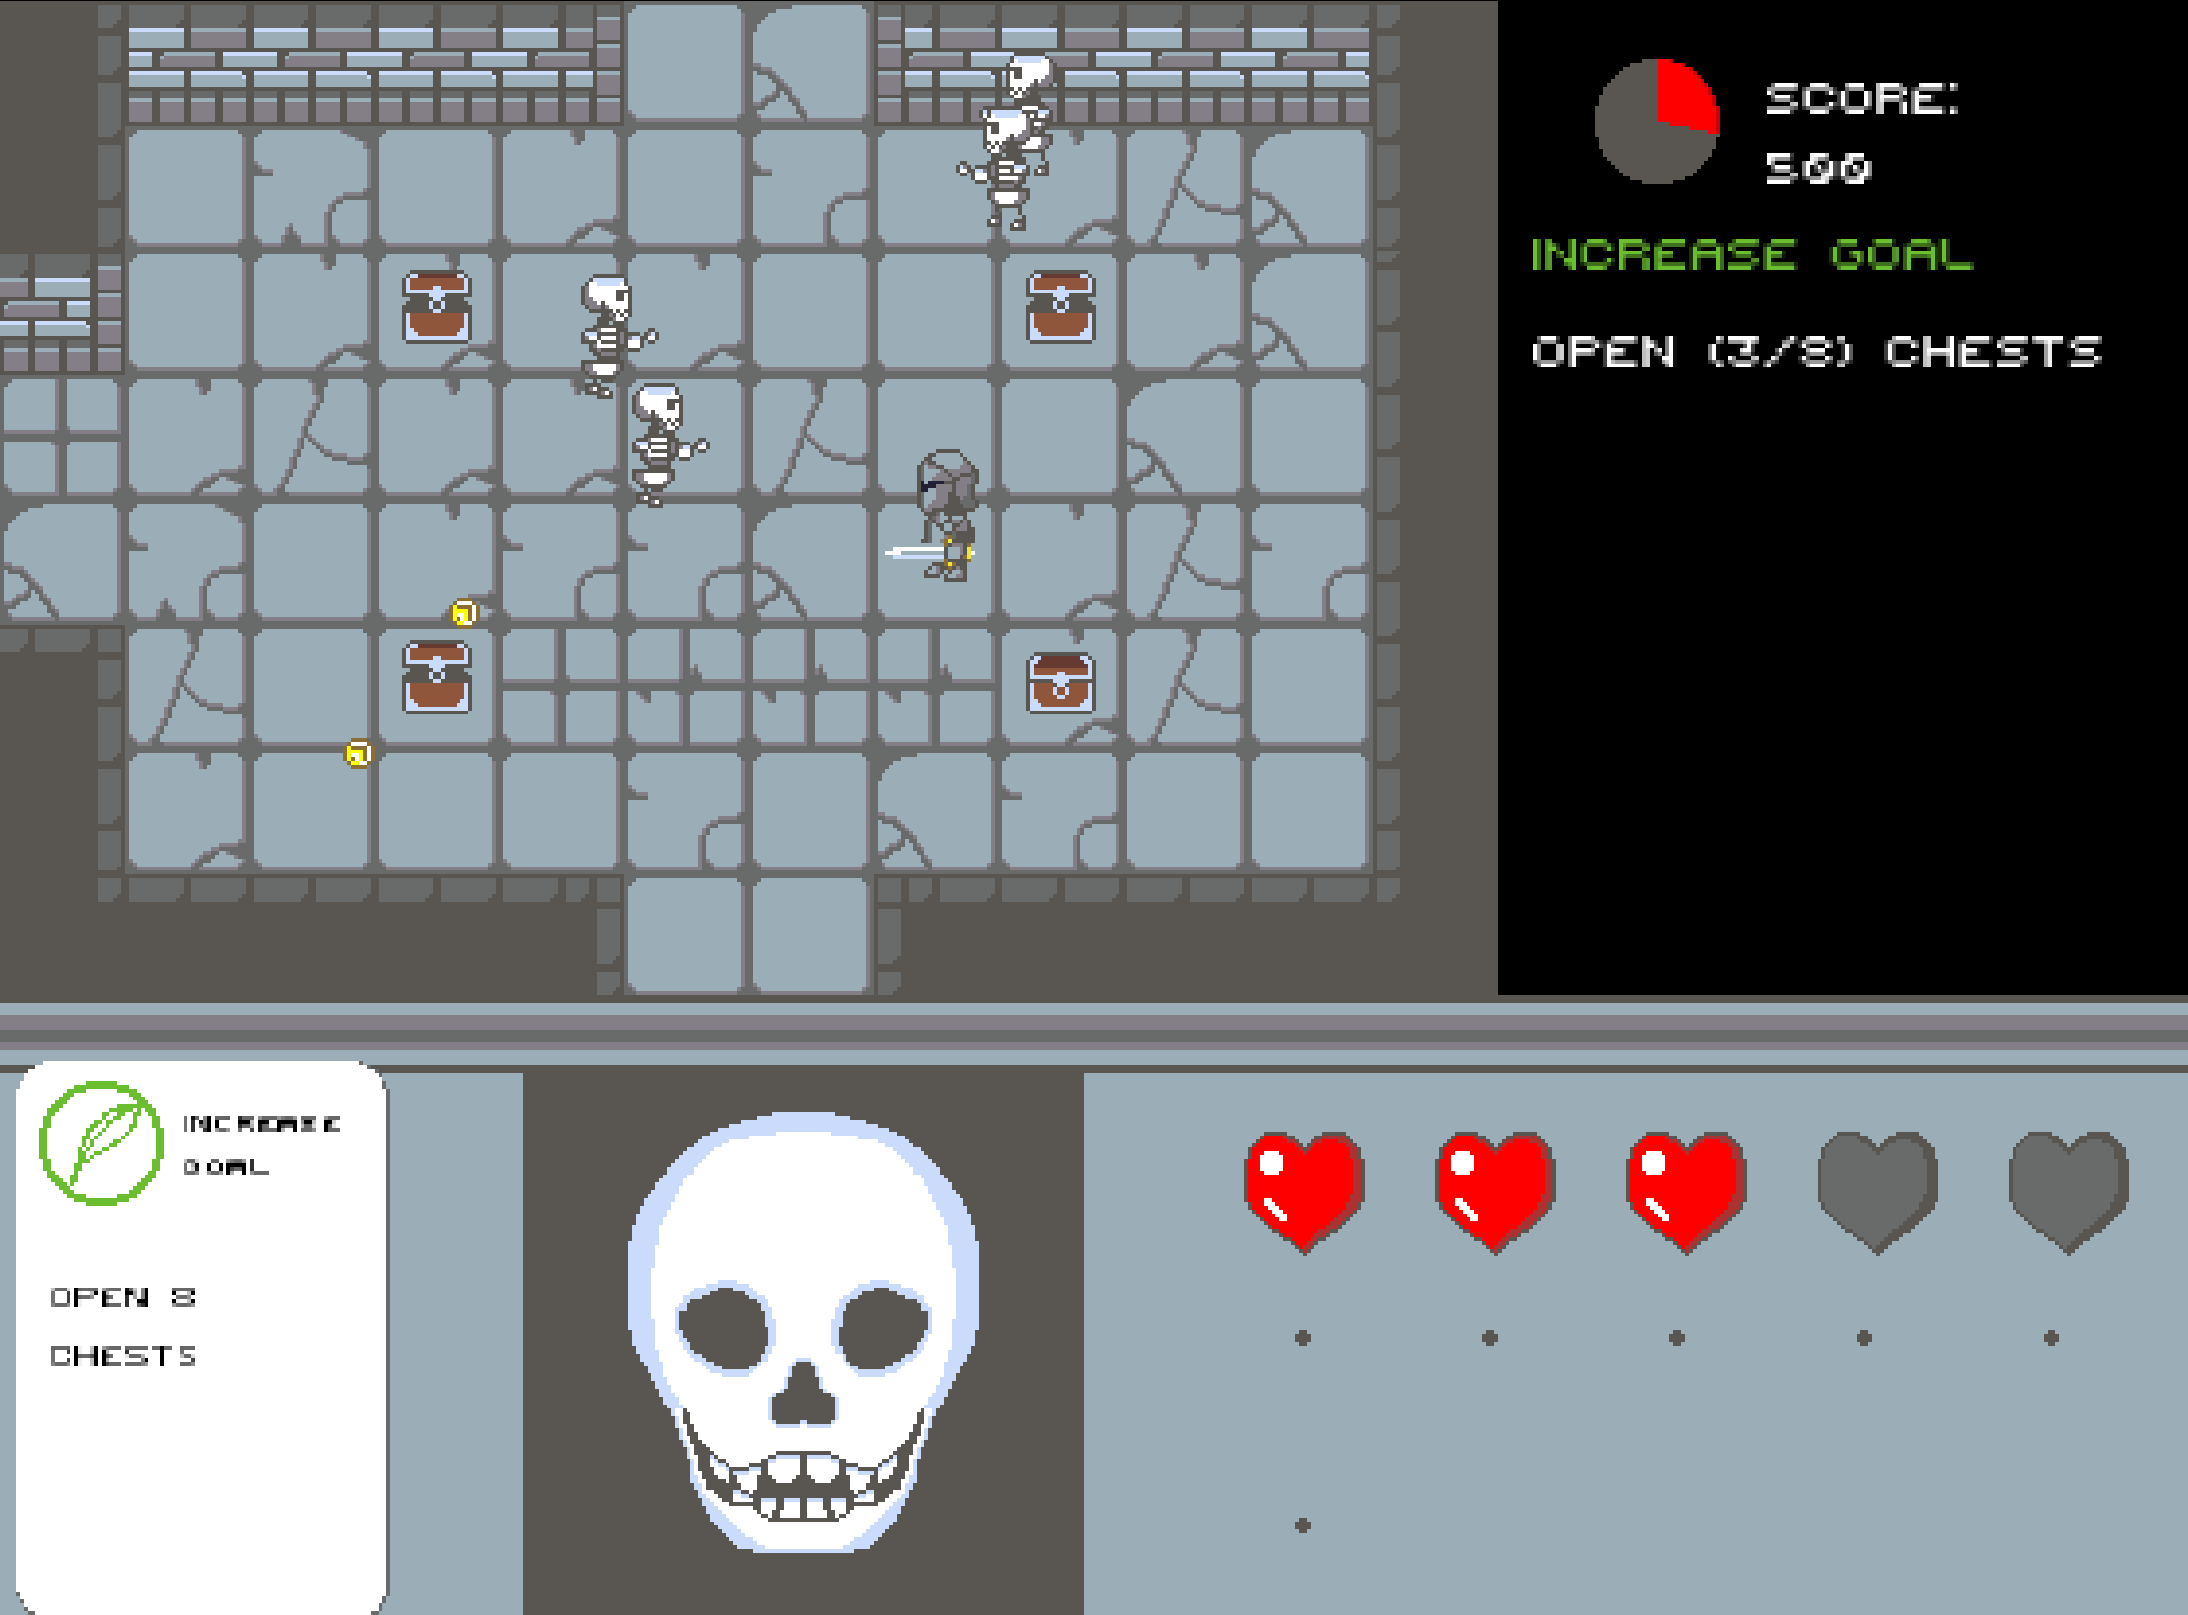 SCORE:
500
INCREASE GOAL
OPEN (3/8) CHESTS
INCREASE
GOAL
OPEN 8
CHESTS